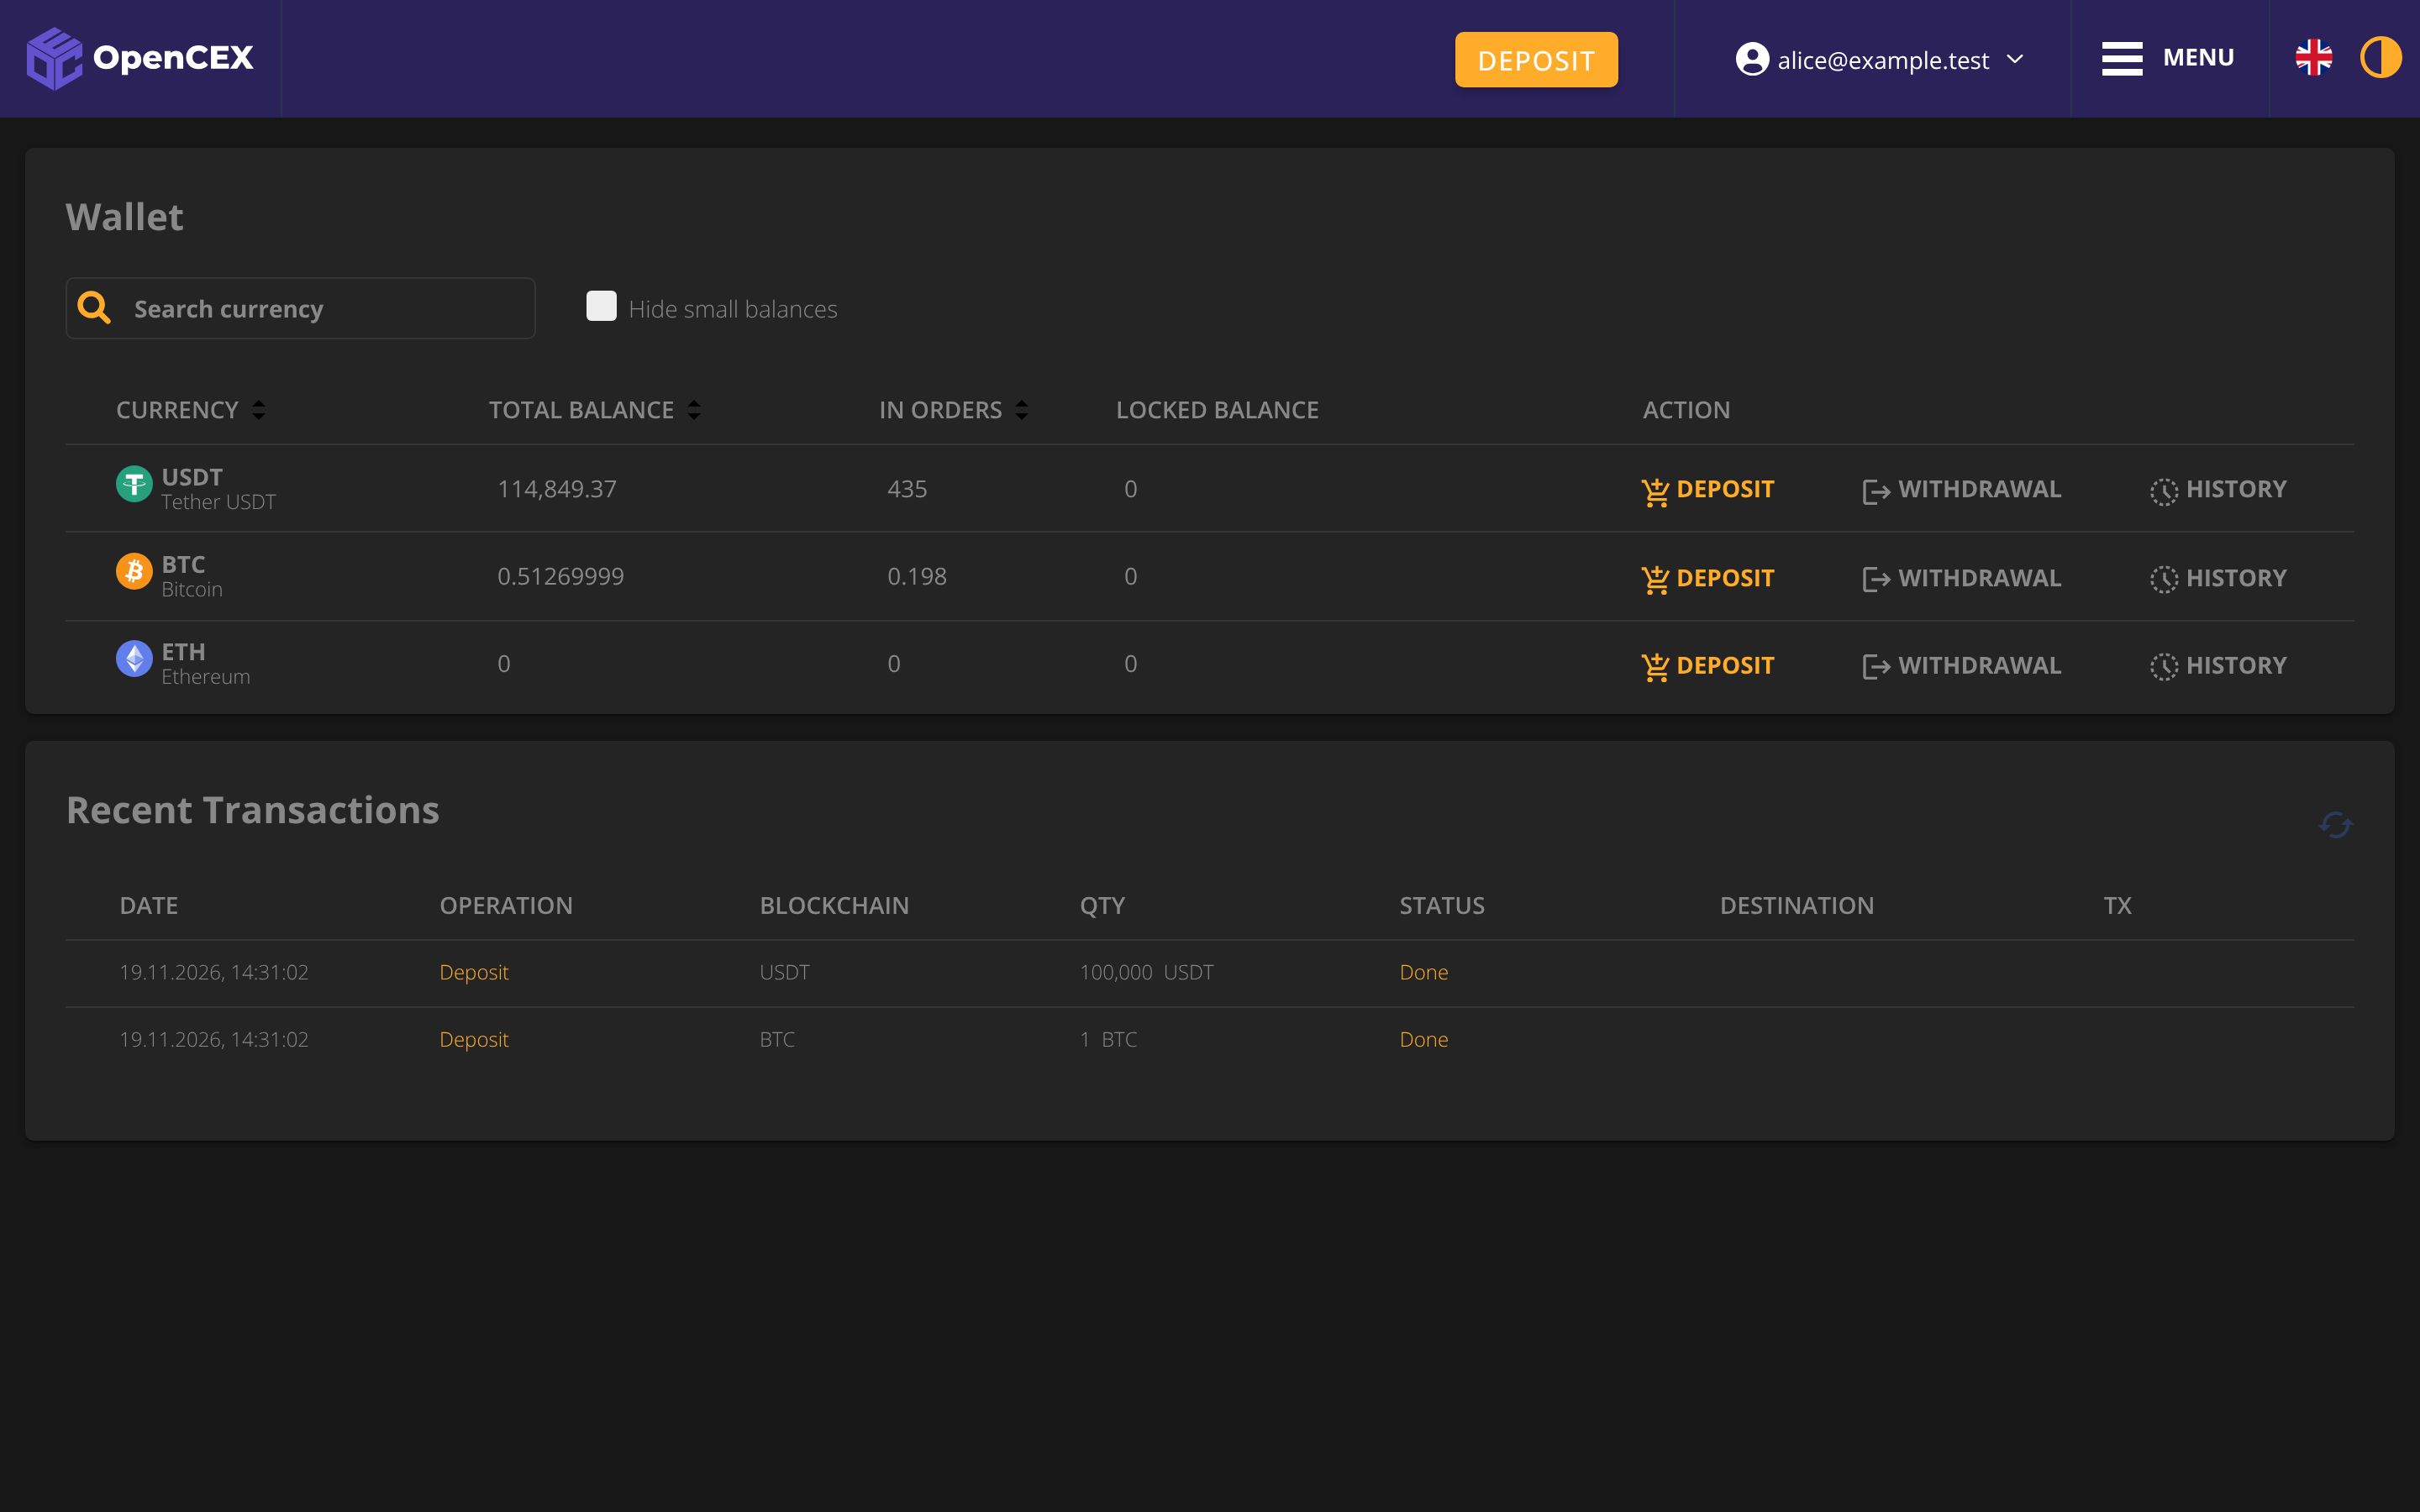 OpenCEX DEPOSIT alice@example.test MENU
Wallet
Search currency Hide small balances
CURRENCY TOTAL BALANCE IN ORDERS LOCKED BALANCE ACTION
USDT
Tether USDT 114,849.37 435 0 DEPOSIT WITHDRAWAL HISTORY
BTC
Bitcoin 0.51269999 0.198 0 DEPOSIT WITHDRAWAL HISTORY
ETH
Ethereum 0 0 0 DEPOSIT WITHDRAWAL HISTORY
Recent Transactions
DATE OPERATION BLOCKCHAIN QTY STATUS DESTINATION TX
19.11.2026, 14:31:02 Deposit USDT 100,000 USDT Done
19.11.2026, 14:31:02 Deposit BTC 1 BTC Done